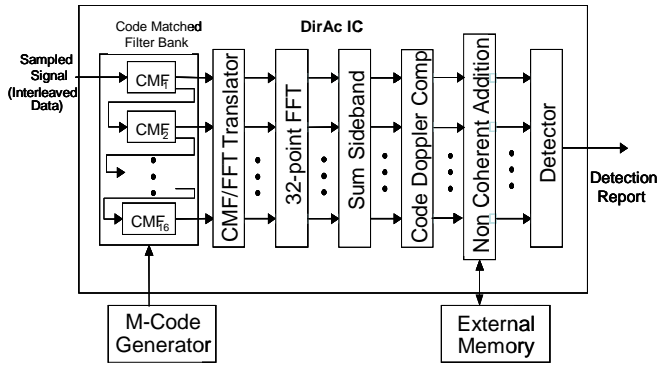 Code Matched
Filter Bank
DirAc IC
Sampled
Signal
(Interleaved
Data)
CMF1
CMF2
CMF16
CMF/FFT Translator
32-point FFT
Sum Sideband
Code Doppler Comp
Non Coherent Addition
Detector
Detection
Report
M-Code
Generator
External
Memory